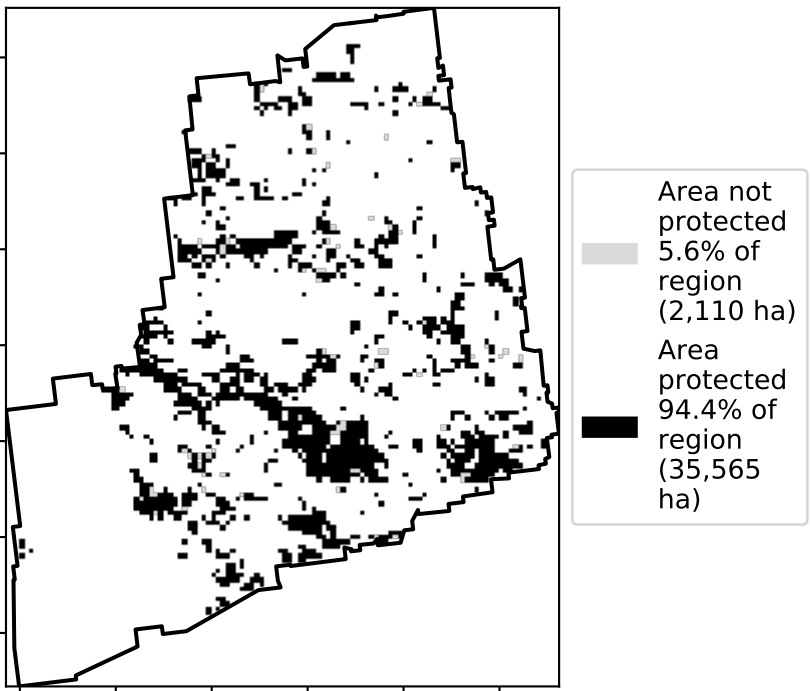 Area not
protected
5.6% of
region
(2,110 ha)
Area
protected
94.4% of
region
(35,565
ha)